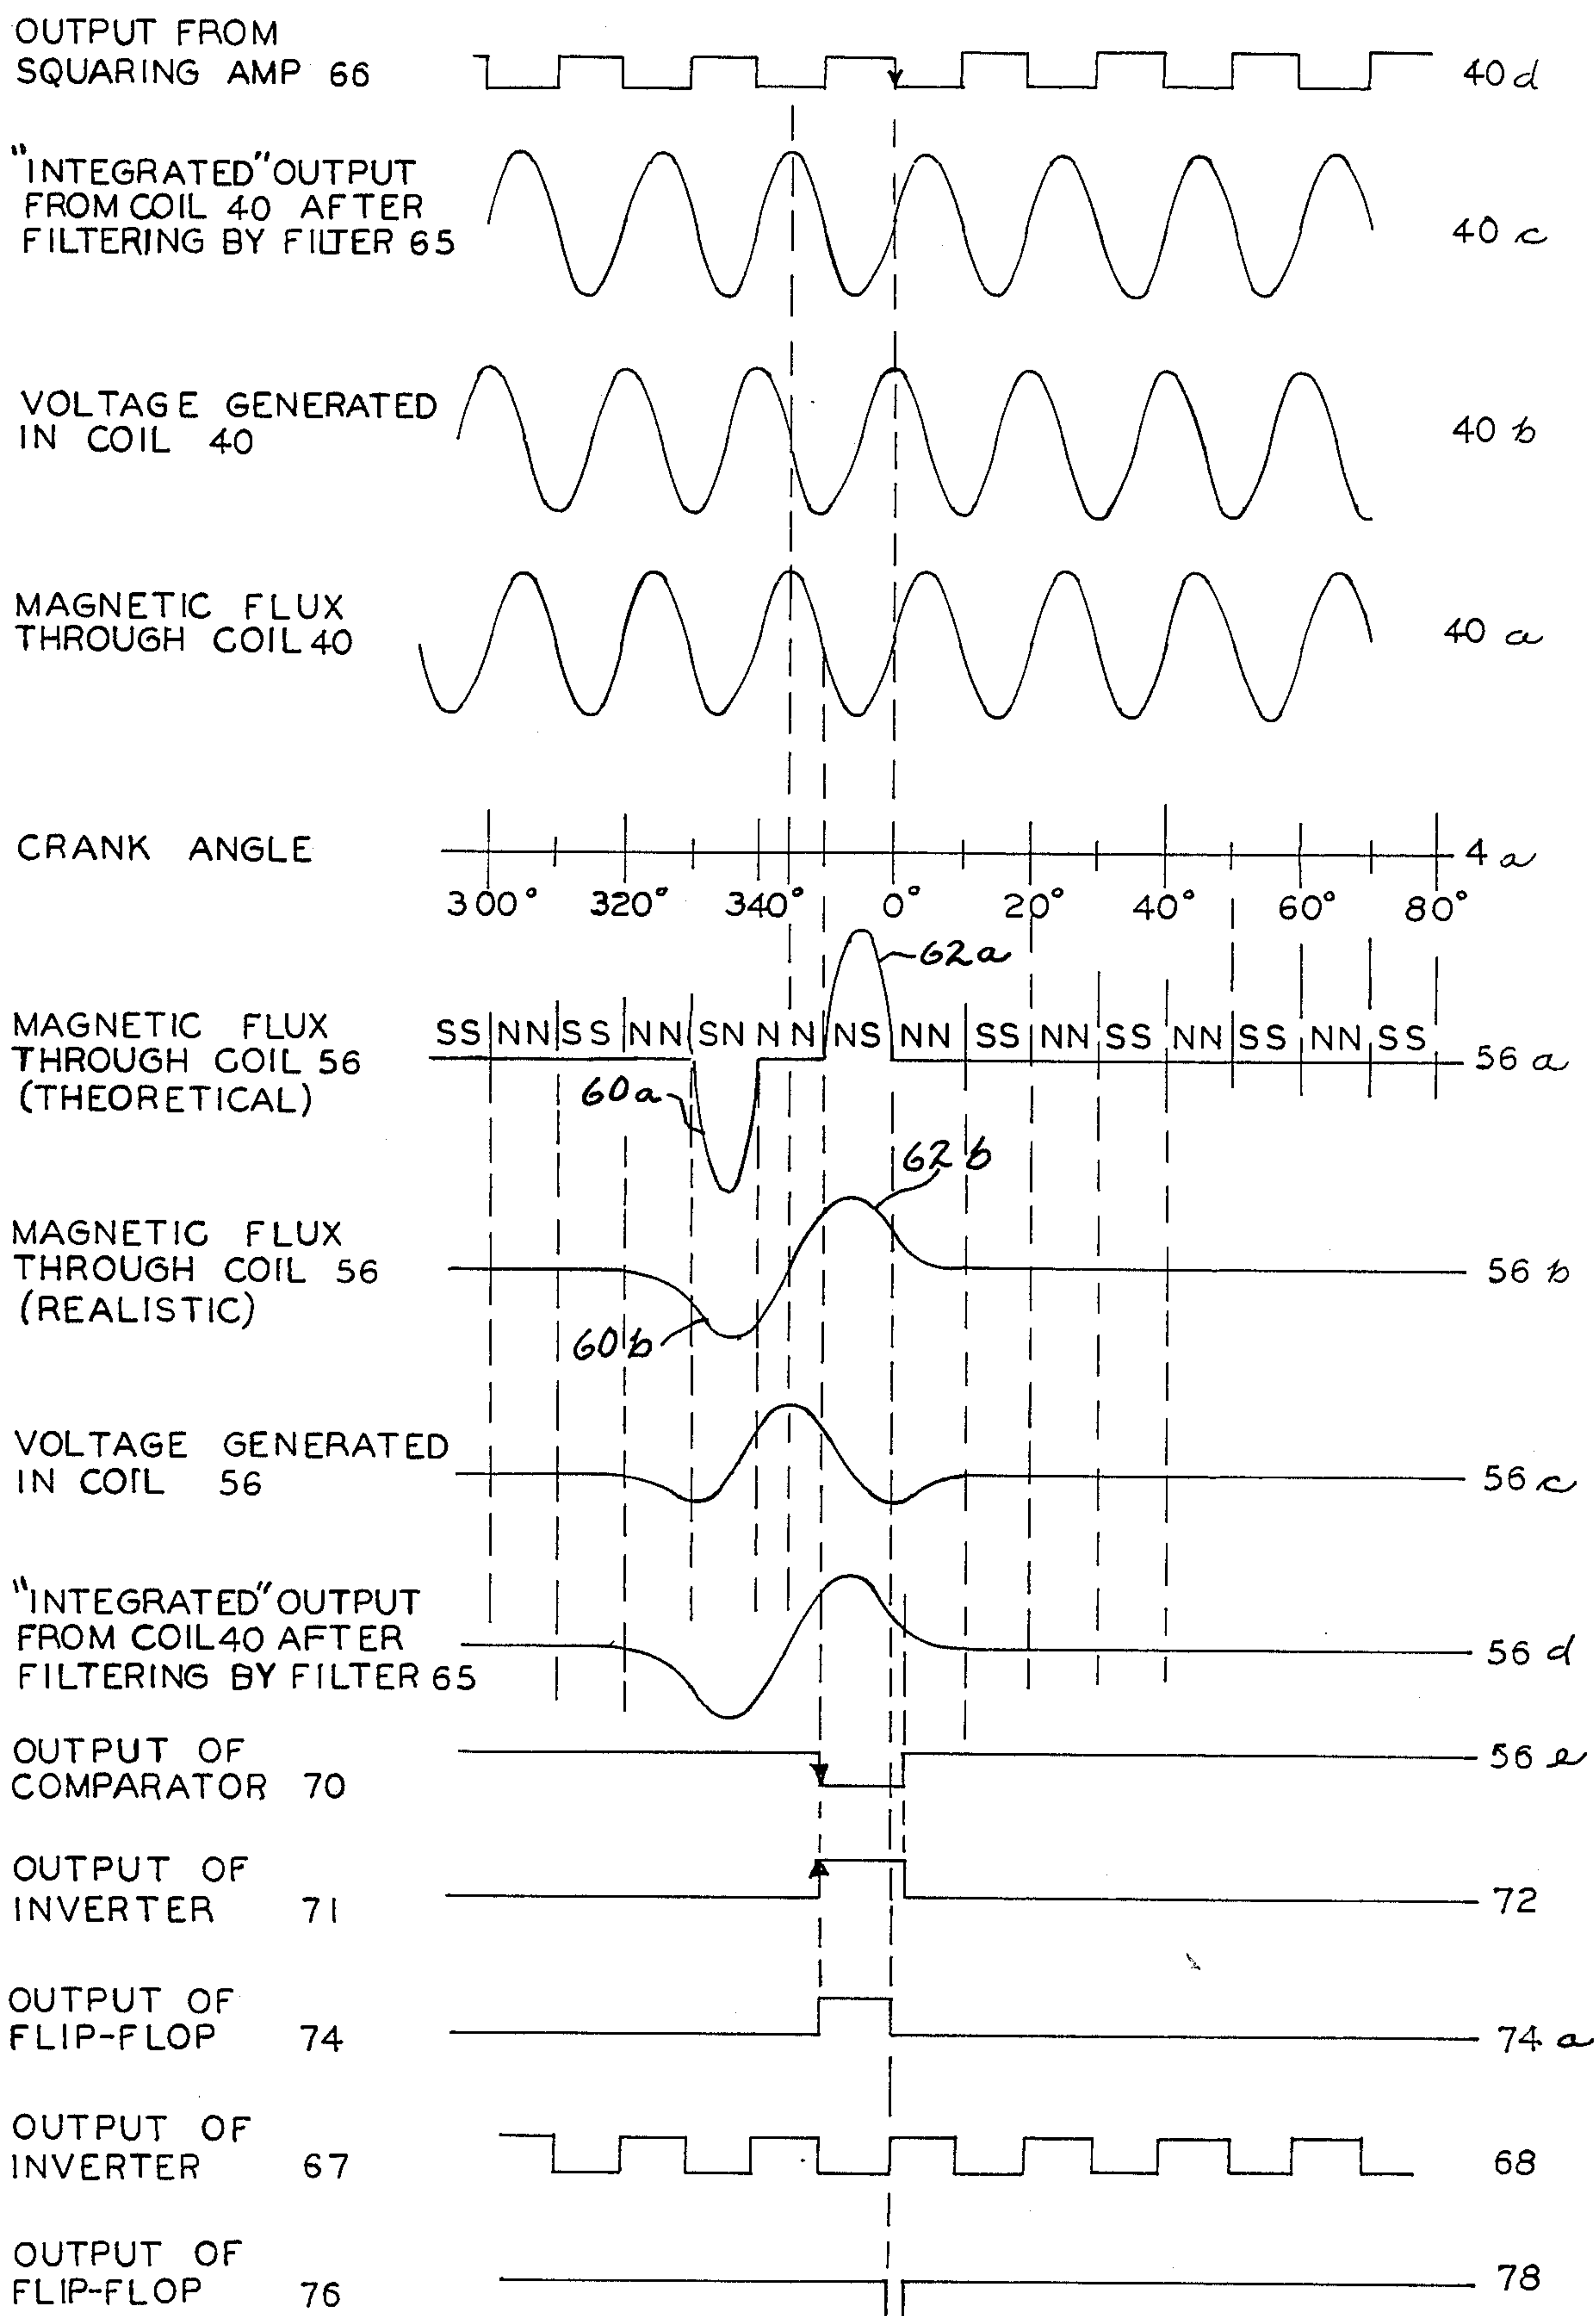 OUTPUT FROM
SQUARING AMP 66
40d
"INTEGRATED" OUTPUT
FROM COIL 40 AFTER
FILTERING BY FILTER 65
40c
VOLTAGE GENERATED
IN COIL 40
40b
MAGNETIC FLUX
THROUGH COIL 40
40a
CRANK ANGLE
4a
300° 320° 340° 0° 20° 40° 60° 80°
62a
MAGNETIC FLUX
THROUGH COIL 56
(THEORETICAL)
SS NN SS NN SN NN NS NN SS NN SS NN SS NN SS
56a
60a
62b
MAGNETIC FLUX
THROUGH COIL 56
(REALISTIC)
56b
60b
VOLTAGE GENERATED
IN COIL 56
56c
"INTEGRATED" OUTPUT
FROM COIL 40 AFTER
FILTERING BY FILTER 65
56d
OUTPUT OF
COMPARATOR 70
56e
OUTPUT OF
INVERTER 71
72
OUTPUT OF
FLIP-FLOP 74
74a
OUTPUT OF
INVERTER 67
68
OUTPUT OF
FLIP-FLOP 76
78